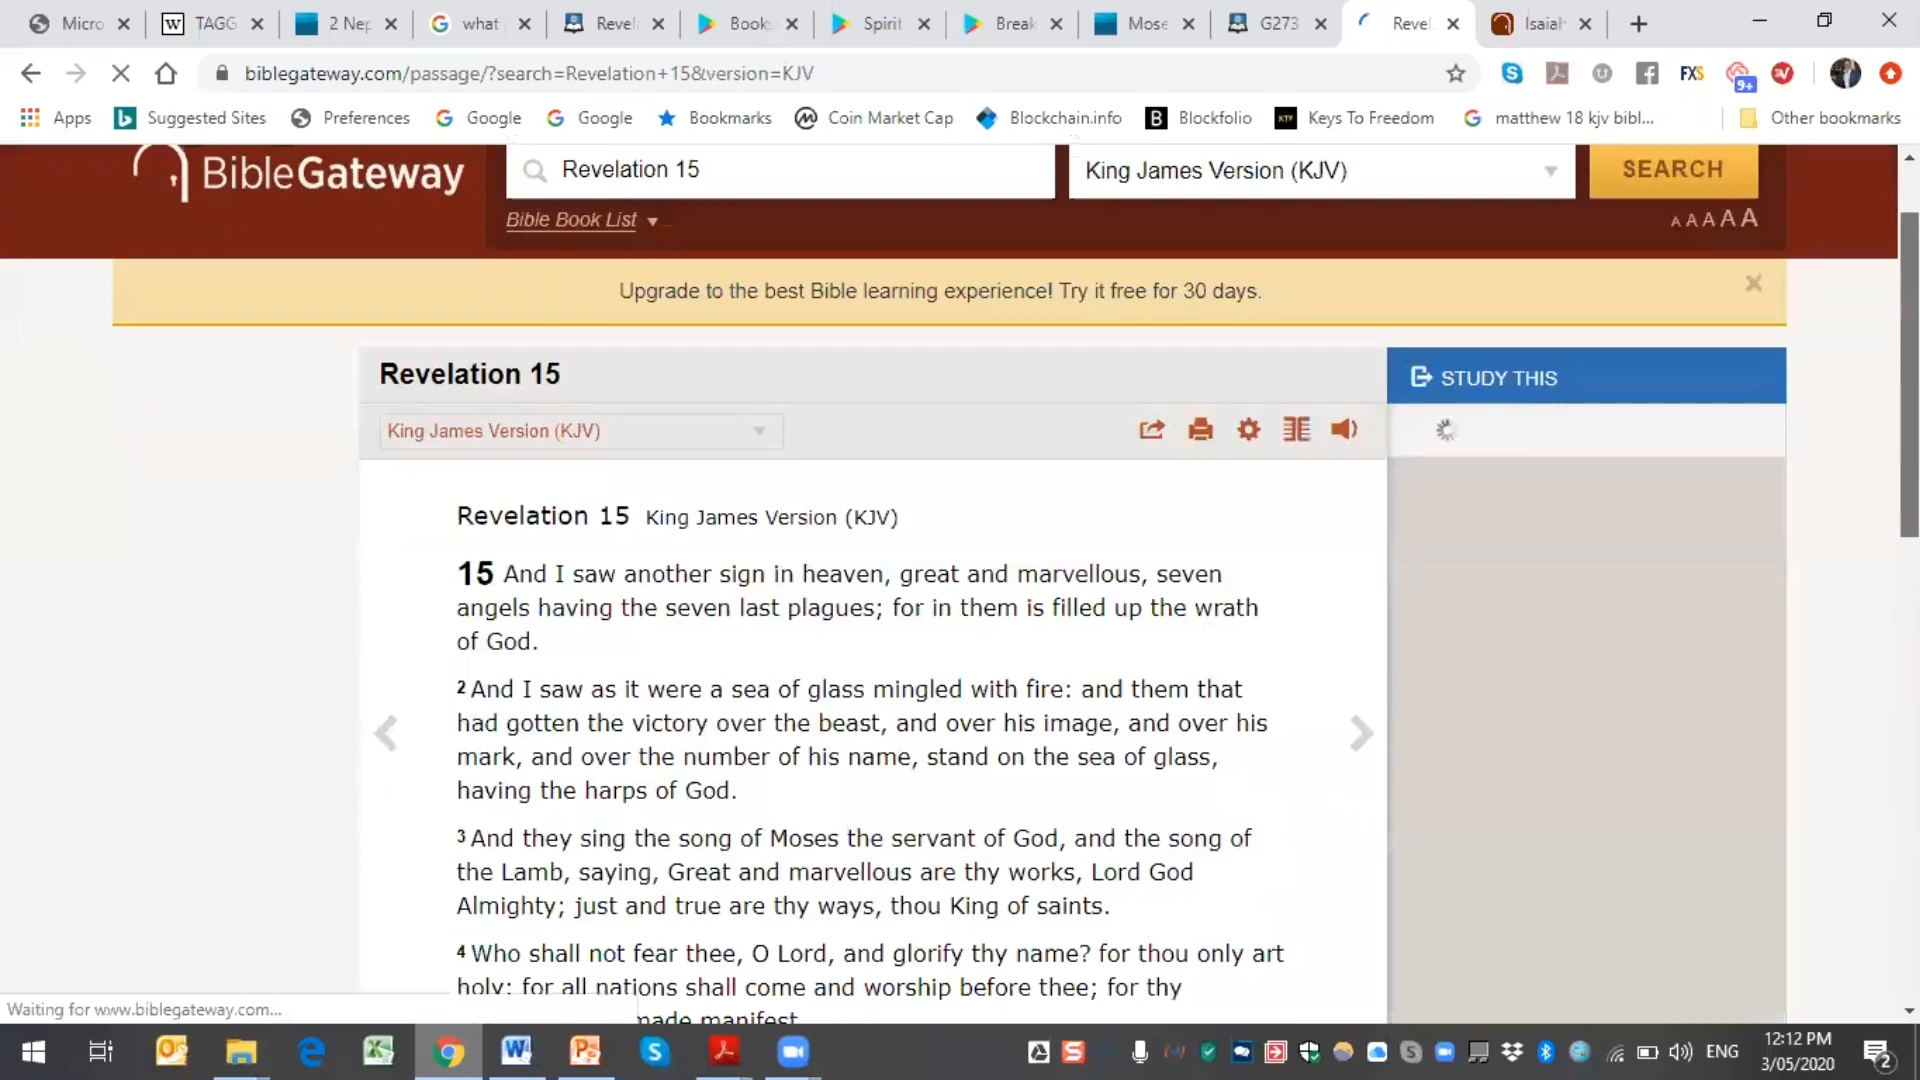 Micro
TAGG
2 Nep
what
Revel
Book
Spirit
Break
Mose
G273
Revel
Isaiah
biblegateway.com/passage/?search=Revelation+15&version=KJV
FXS
9+
Apps
Suggested Sites
Preferences
Google
Google
Bookmarks
Coin Market Cap
Blockchain.info
Blockfolio
Keys To Freedom
matthew 18 kjv bibl...
Other bookmarks
BibleGateway
Revelation 15
King James Version (KJV)
SEARCH
Bible Book List
A A A A A
Upgrade to the best Bible learning experience! Try it free for 30 days.
Revelation 15
STUDY THIS
King James Version (KJV)
Revelation 15 King James Version (KJV)
15 And I saw another sign in heaven, great and marvellous, seven
angels having the seven last plagues; for in them is filled up the wrath
of God.
2 And I saw as it were a sea of glass mingled with fire: and them that
had gotten the victory over the beast, and over his image, and over his
mark, and over the number of his name, stand on the sea of glass,
having the harps of God.
3 And they sing the song of Moses the servant of God, and the song of
the Lamb, saying, Great and marvellous are thy works, Lord God
Almighty; just and true are thy ways, thou King of saints.
4 Who shall not fear thee, O Lord, and glorify thy name? for thou only art
holy: for all nations shall come and worship before thee; for thy
made manifest
Waiting for www.biblegateway.com...
ENG
12:12 PM
3/05/2020
2